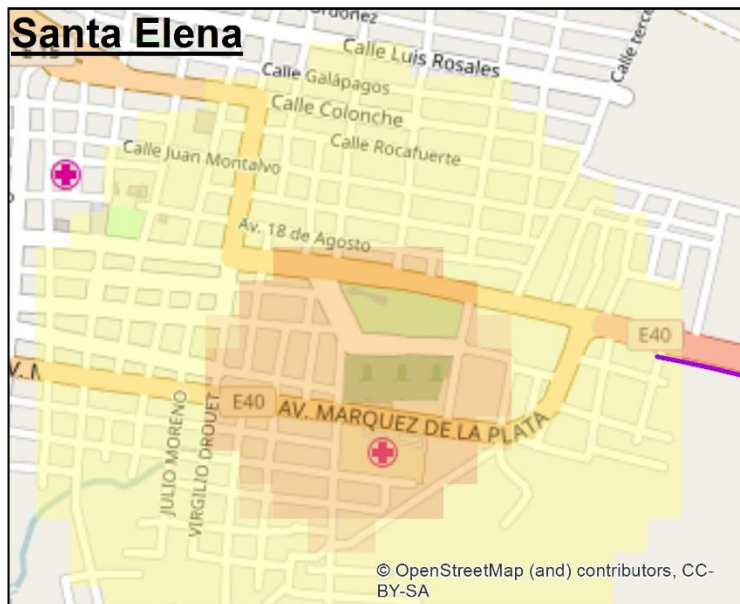 Santa Elena
Calle Luis Rosales
Calle Galápagos
Calle Colonche
Calle Rocafuerte
Calle Juan Montalvo
Av. 18 de Agosto
E40
E40
AV. MARQUEZ DE LA PLATA
JULIO MORENO
VIRGILIO DROUET
© OpenStreetMap (and) contributors, CC-
BY-SA